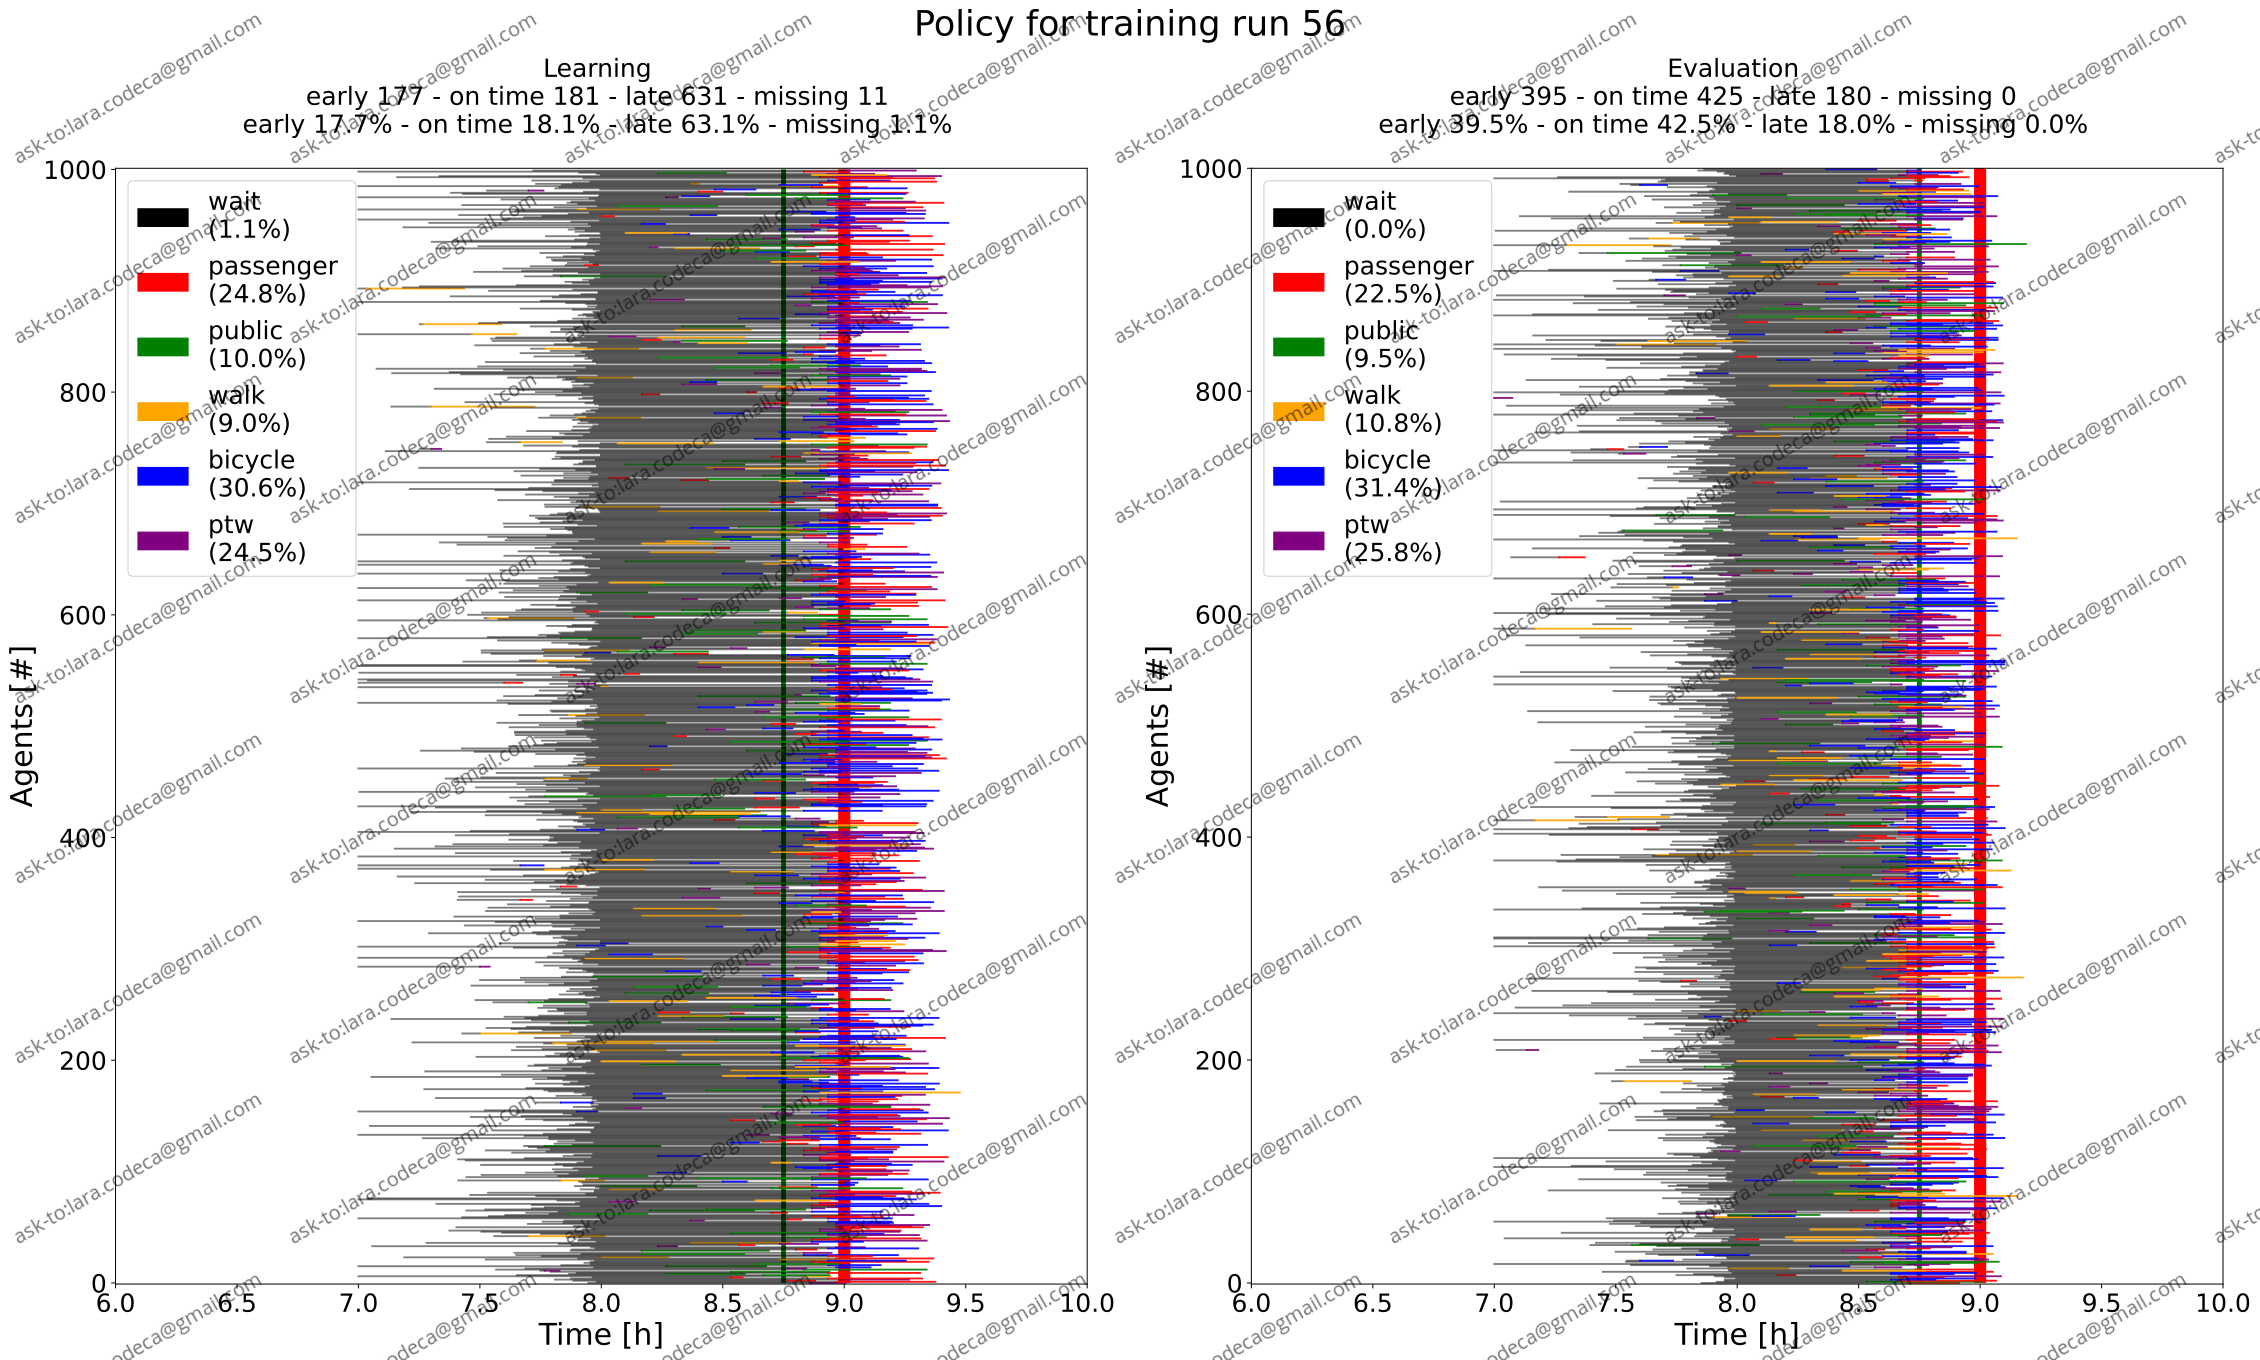 Policy for training run 56
Learning
early 177 - on time 181 - late 631 - missing 11
early 17.7% - on time 18.1% - late 63.1% - missing 1.1%
1000
800
600
400
200
0
Agents [#]
wait
(1.1%)
passenger
(24.8%)
public
(10.0%)
walk
(9.0%)
bicycle
(30.6%)
ptw
(24.5%)
6.0 6.5 7.0 7.5 8.0 8.5 9.0 9.5 10.0
Time [h]
Evaluation
early 395 - on time 425 - late 180 - missing 0
early 39.5% - on time 42.5% - late 18.0% - missing 0.0%
1000
800
600
400
200
0
Agents [#]
wait
(0.0%)
passenger
(22.5%)
public
(9.5%)
walk
(10.8%)
bicycle
(31.4%)
ptw
(25.8%)
6.0 6.5 7.0 7.5 8.0 8.5 9.0 9.5 10.0
Time [h]
ask-to:lara.codeca@gmail.com